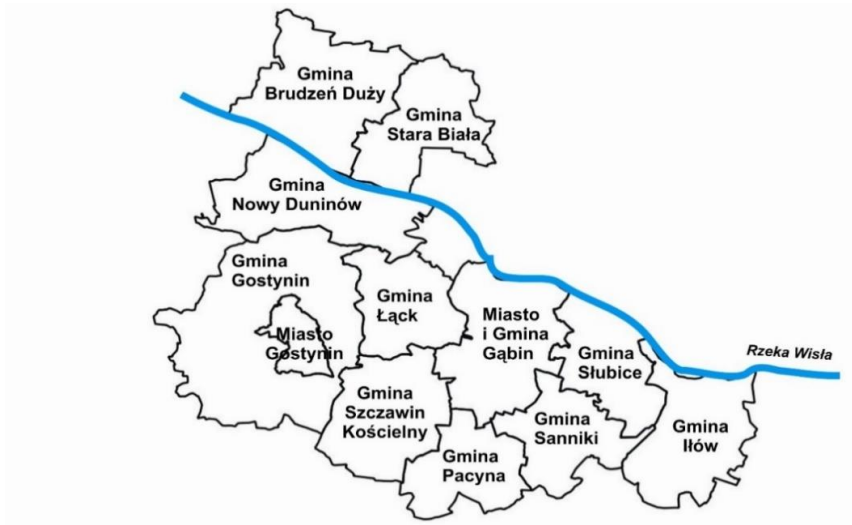 Gmina
Brudzeń Duży
Gmina
Stara Biała
Gmina
Nowy Duninów
Gmina
Gostynin
Miasto
Gostynin
Gmina
Łąck
Miasto
i Gmina
Gąbin
Gmina
Słubice
Rzeka Wisła
Gmina
Szczawin
Kościelny
Gmina
Sanniki
Gmina
Iłów
Gmina
Pacyna